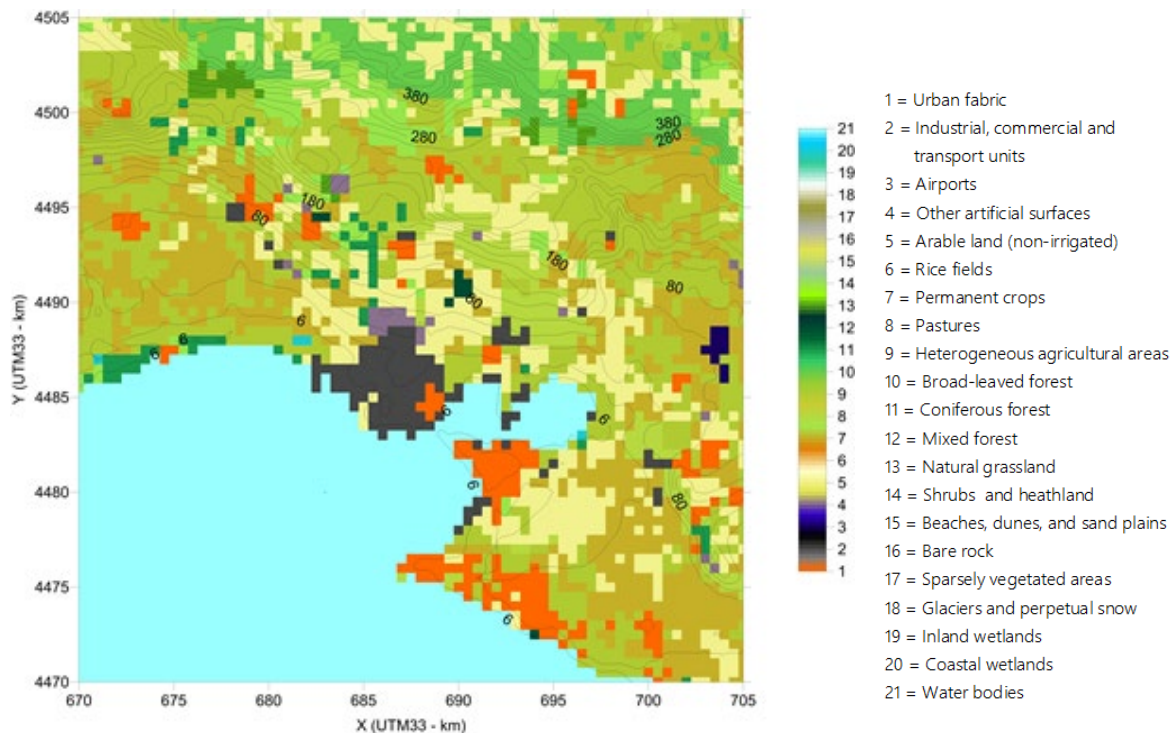 4505
4500
4495
4490
4485
4480
4475
4470
Y (UTM33 - km)
670
675
680
685
690
695
700
705
X (UTM33 - km)
380
280
380
280
180
80
180
80
80
6
6
6
6
6
6
80
6
21
20
19
18
17
16
15
14
13
12
11
10
9
8
7
6
5
4
3
2
1
1 = Urban fabric
2 = Industrial, commercial and
transport units
3 = Airports
4 = Other artificial surfaces
5 = Arable land (non-irrigated)
6 = Rice fields
7 = Permanent crops
8 = Pastures
9 = Heterogeneous agricultural areas
10 = Broad-leaved forest
11 = Coniferous forest
12 = Mixed forest
13 = Natural grassland
14 = Shrubs and heathland
15 = Beaches, dunes, and sand plains
16 = Bare rock
17 = Sparsely vegetated areas
18 = Glaciers and perpetual snow
19 = Inland wetlands
20 = Coastal wetlands
21 = Water bodies